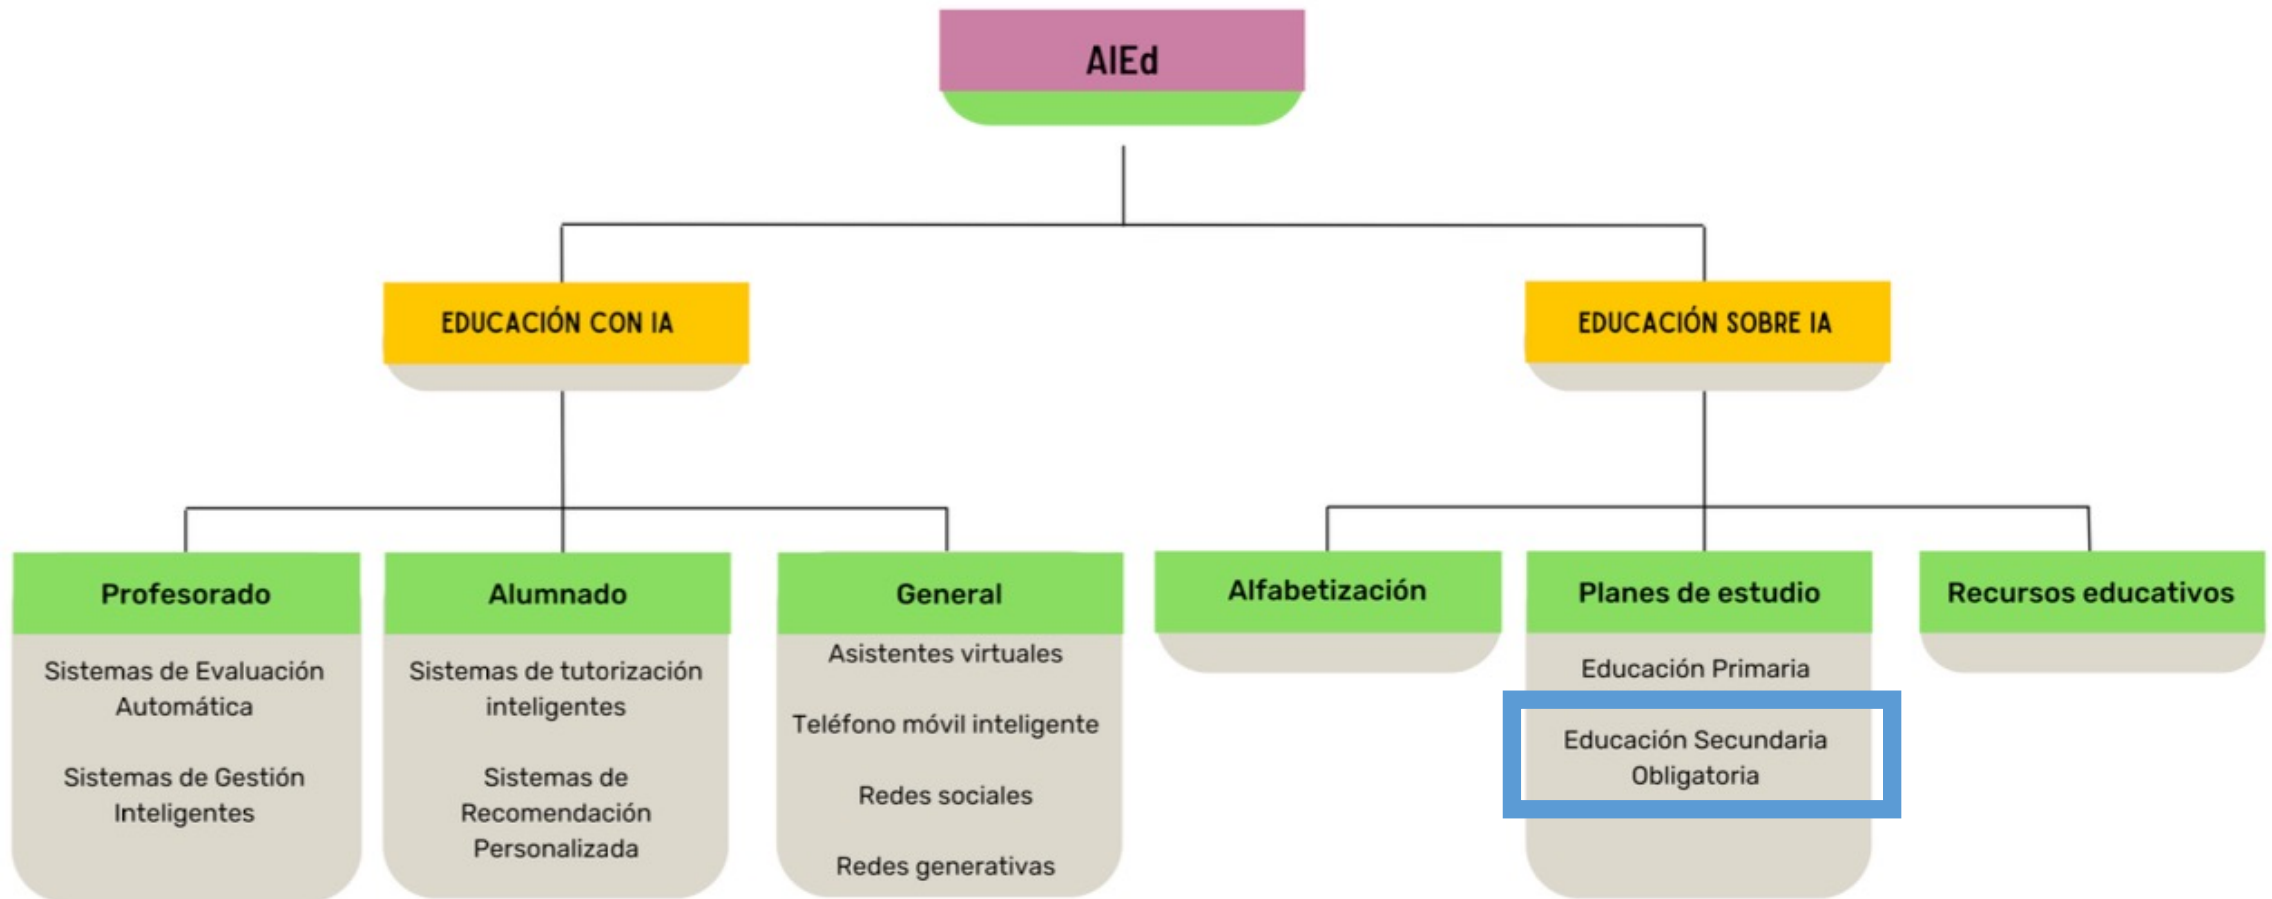 AIEd
EDUCACIÓN CON IA
EDUCACIÓN SOBRE IA
Profesorado
Sistemas de Evaluación
Automática
Sistemas de Gestión
Inteligentes
Alumnado
Sistemas de tutorización
inteligentes
Sistemas de
Recomendación
Personalizada
General
Asistentes virtuales
Teléfono móvil inteligente
Redes sociales
Redes generativas
Alfabetización
Planes de estudio
Educación Primaria
Educación Secundaria
Obligatoria
Recursos educativos